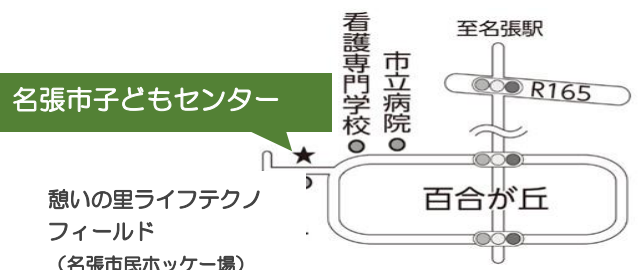 至名張駅
R165
看護専門学校
市立病院
名張市子どもセンター
百合が丘
憩いの里ライフテクノ
フィールド
（名張市民ホッケー場）